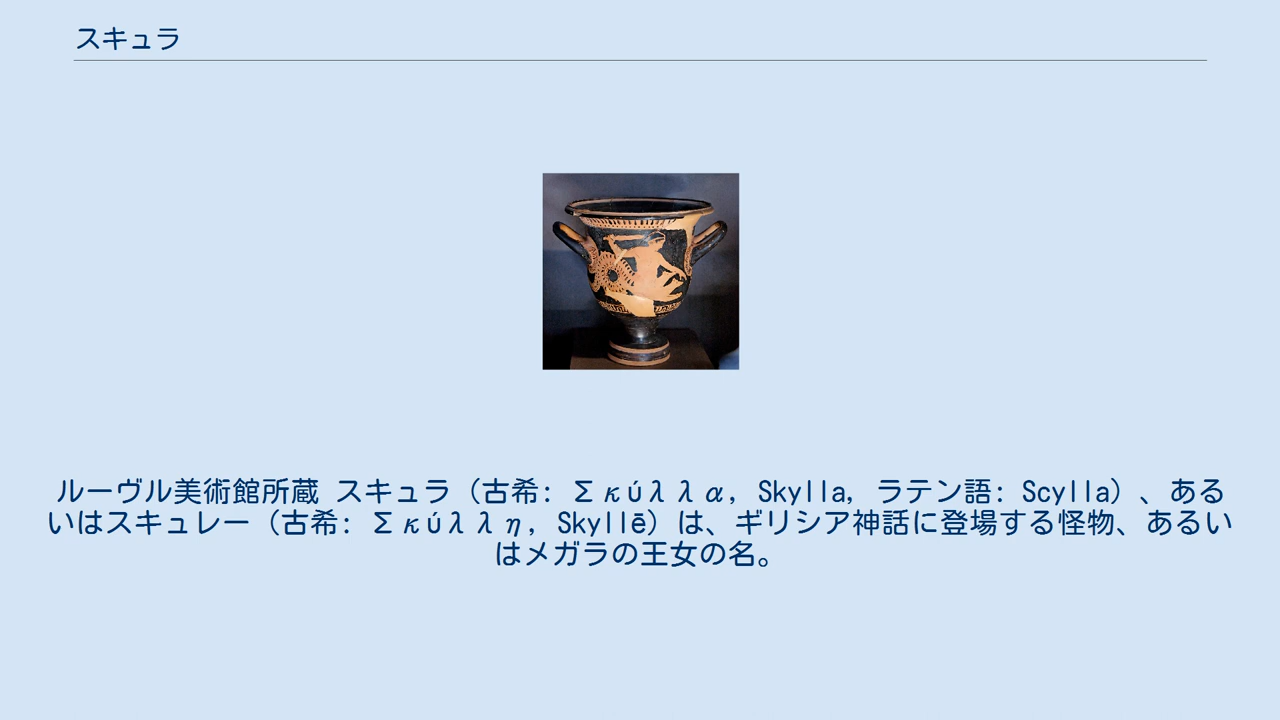 スキュラ
ルーヴル美術館所蔵 スキュラ（古希: Σκύλλα, Skylla, ラテン語: Scylla）、ある
いはスキュレー（古希: Σκύλλη, Skyllē）は、ギリシア神話に登場する怪物、あるい
はメガラの王女の名。